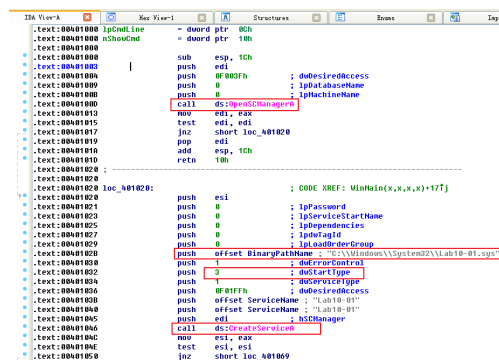 IDA View-A Hex View-1 A Structures Enums
.text:00401000 lpCmdLine = dword ptr 0Ch
.text:00401000 nShowCmd = dword ptr 10h
.text:00401000
.text:00401000 sub esp, 1Ch
.text:00401003 push edi
.text:00401004 push 0F003Fh ; dwDesiredAccess
.text:00401009 push 0 ; lpDatabaseName
.text:0040100B push 0 ; lpMachineName
.text:0040100D call ds:OpenSCManagerA
.text:00401013 mov edi, eax
.text:00401015 test edi, edi
.text:00401017 jnz short loc_401020
.text:00401019 pop edi
.text:0040101A add esp, 1Ch
.text:0040101D retn 10h
.text:00401020 ;
.text:00401020
.text:00401020 loc_401020: ; CODE XREF: WinMain(x,x,x,x)+17↑j
.text:00401020 push esi
.text:00401021 push 0 ; lpPassword
.text:00401023 push 0 ; lpServiceStartName
.text:00401025 push 0 ; lpDependencies
.text:00401027 push 0 ; lpdwTagId
.text:00401029 push 0 ; lpLoadOrderGroup
.text:0040102B push offset BinaryPathName ; "C:\\Windows\\System32\\Lab10-01.sys"
.text:00401030 push 1 ; dwErrorControl
.text:00401032 push 3 ; dwStartType
.text:00401034 push 1 ; dwServiceType
.text:00401036 push 0F01FFh ; dwDesiredAccess
.text:0040103B push offset ServiceName ; "Lab10-01"
.text:00401040 push offset ServiceName ; "Lab10-01"
.text:00401045 push edi ; hSCManager
.text:00401046 call ds:CreateServiceA
.text:0040104C mov esi, eax
.text:0040104E test esi, esi
.text:00401050 jnz short loc_401069